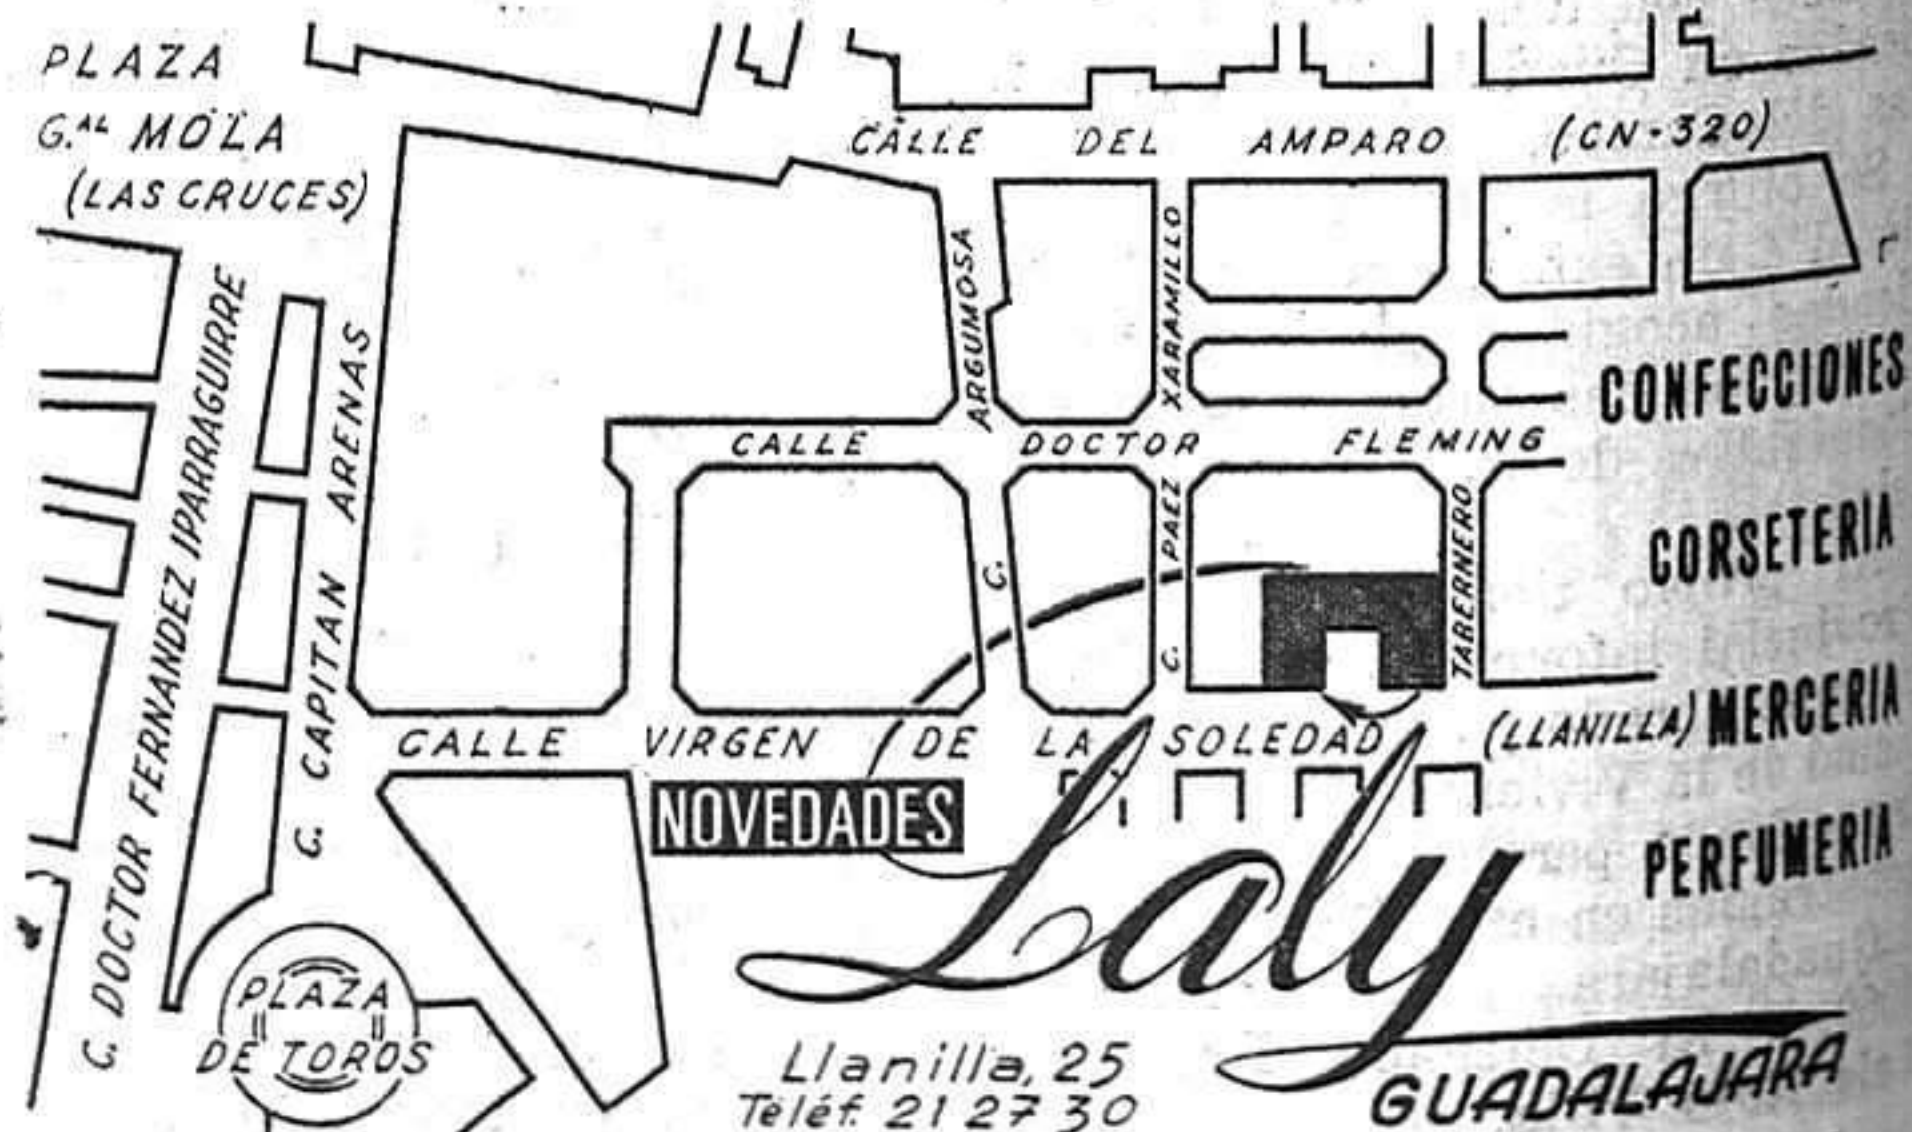 PLAZA
G.AL MOLA
(LAS CRUCES)
CALLE DEL AMPARO (CN-320)
C. DOCTOR FERNANDEZ IPARRAGUIRRE
C. CAPITAN ARENAS
C. ARGUMOSA
C. PAEZ XARAMILLO
TABERNERO
CALLE DOCTOR FLEMING
CALLE VIRGEN DE LA SOLEDAD (LLANILLA)
PLAZA
DE TOROS
CONFECCIONES
CORSETERIA
MERCERIA
PERFUMERIA
NOVEDADES
Laly
Llanilla, 25
Teléf. 21 27 30
GUADALAJARA